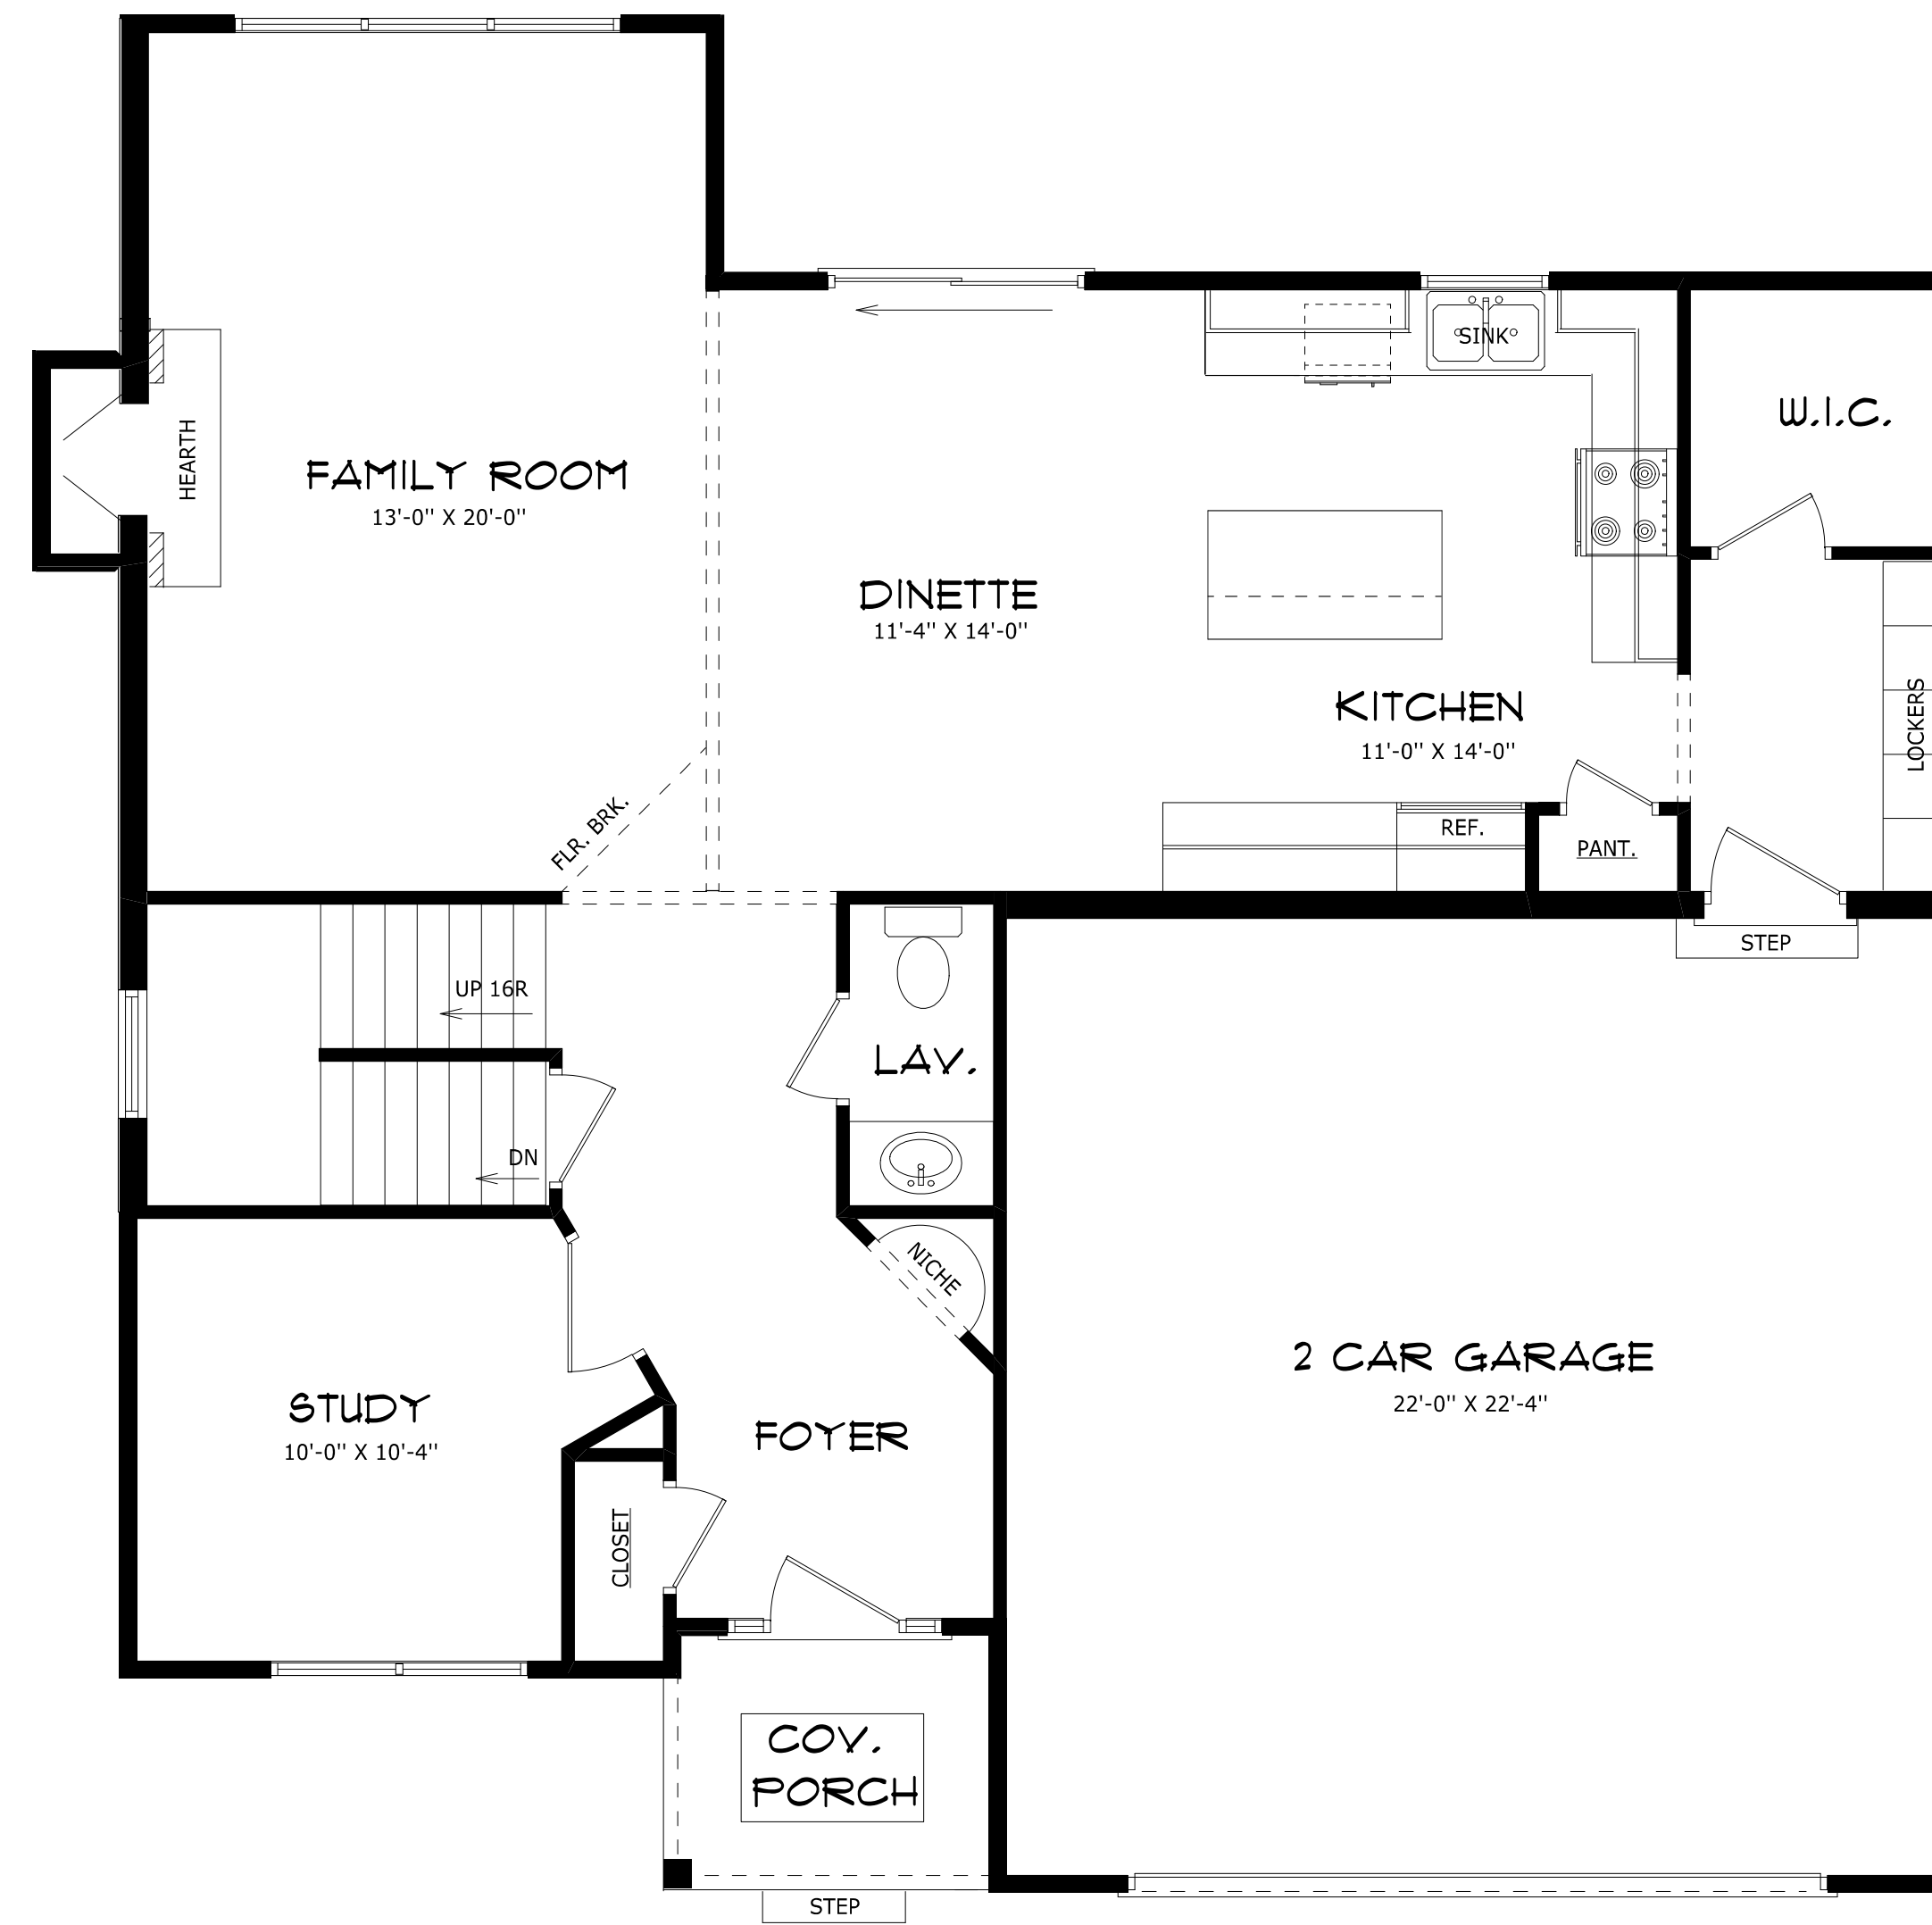 SINK
W.I.C.
HEARTH
FAMILY ROOM
13'-0" X 20'-0"
DINETTE
11'-4" X 14'-0"
KITCHEN
11'-0" X 14'-0"
LOCKERS
FLR. BRK.
REF.
PANT.
STEP
UP 16R
LAV.
DN
NICHE
2 CAR GARAGE
22'-0" X 22'-4"
STUDY
10'-0" X 10'-4"
FOYER
CLOSET
COV.
PORCH
STEP